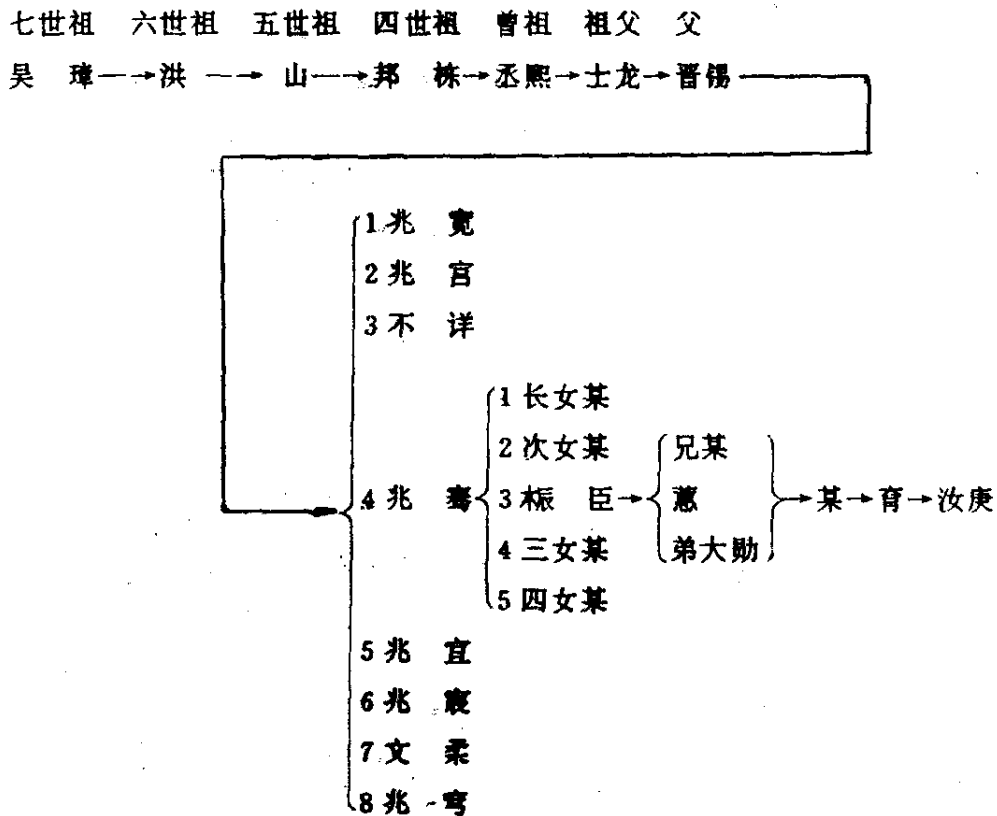 七世祖 六世祖 五世祖 四世祖 曾祖 祖父 父
吴 璋→洪→山→邦 栋→丞熙→士龙→晋锡
1 兆 宽
2 兆 宫
3 不 详
1 长女某
2 次女某
兄某
4 兆 骞
3 桭 臣→
蕙
→某→育→汝庚
4 三女某
弟大勋
5 四女某
5 兆 宜
6 兆 宸
7 文 柔
8 兆 穹